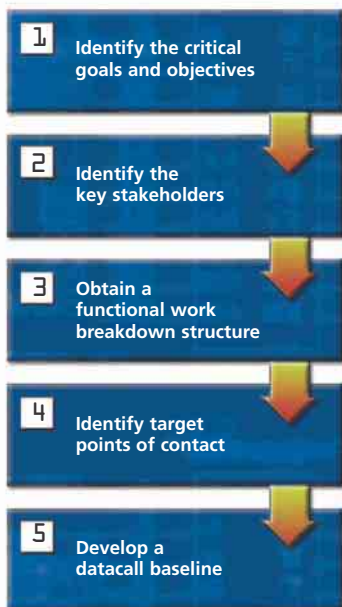 1
Identify the critical
goals and objectives
2
Identify the
key stakeholders
3
Obtain a
functional work
breakdown structure
4
Identify target
points of contact
5
Develop a
datacall baseline